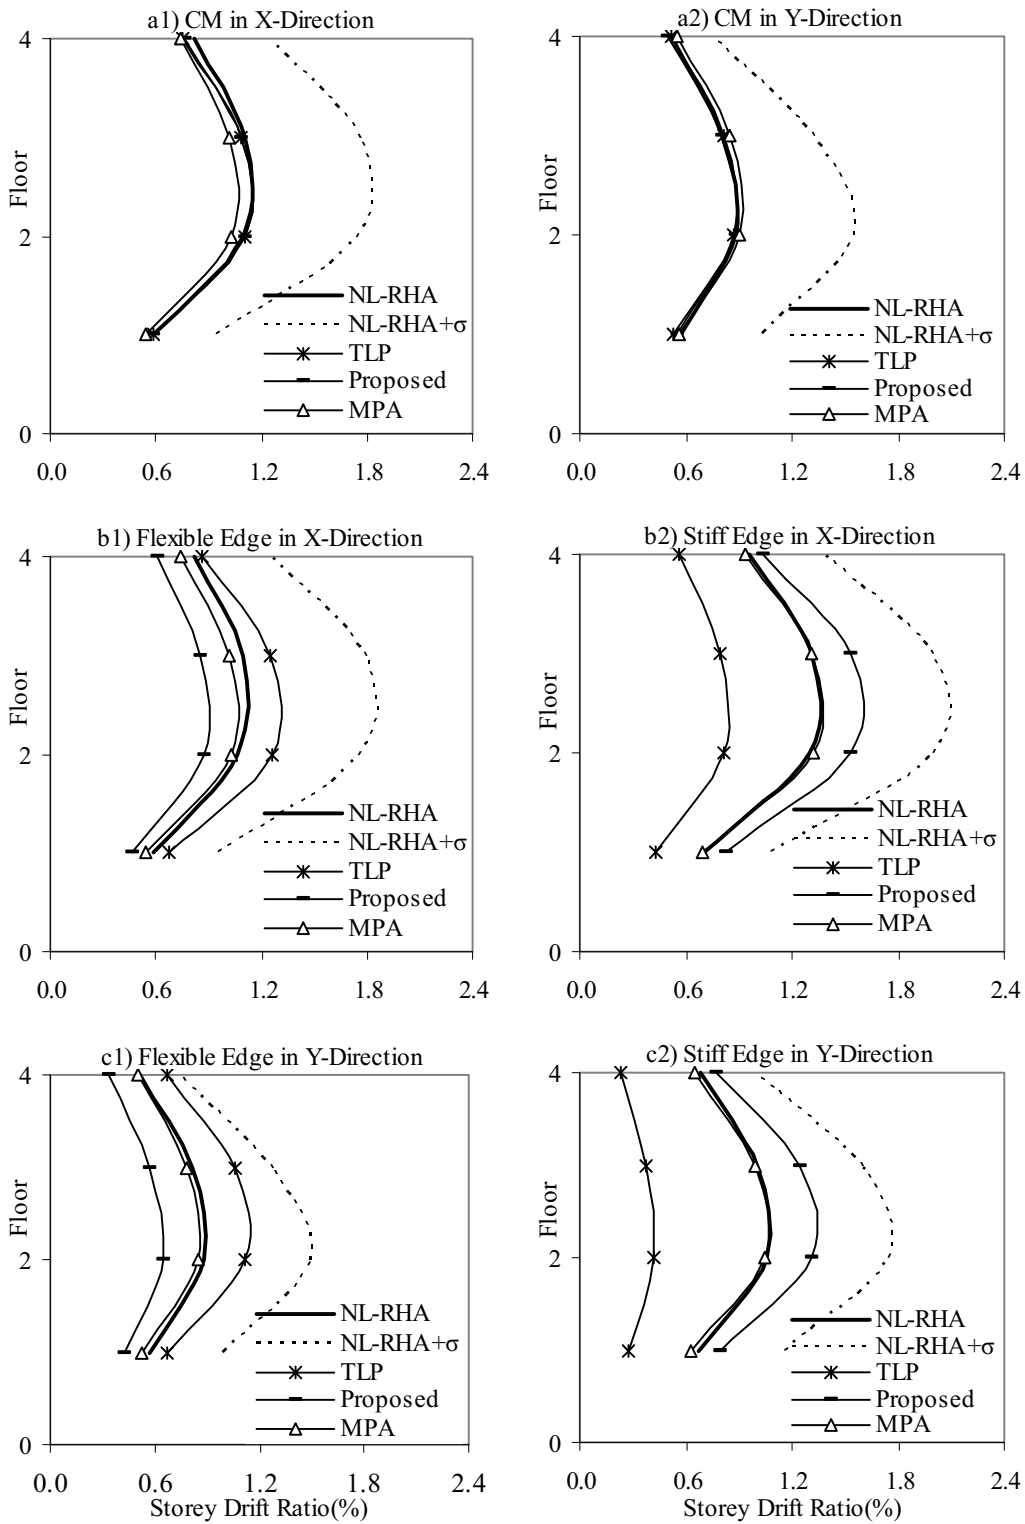 a1) CM in X-Direction
4
2
0
Floor
NL-RHA
NL-RHA+σ
TLP
Proposed
MPA
0.0 0.6 1.2 1.8 2.4
a2) CM in Y-Direction
4
2
0
Floor
NL-RHA
NL-RHA+σ
TLP
Proposed
MPA
0.0 0.6 1.2 1.8 2.4
b1) Flexible Edge in X-Direction
4
2
0
Floor
NL-RHA
NL-RHA+σ
TLP
Proposed
MPA
0.0 0.6 1.2 1.8 2.4
b2) Stiff Edge in X-Direction
4
2
0
Floor
NL-RHA
NL-RHA+σ
TLP
Proposed
MPA
0.0 0.6 1.2 1.8 2.4
c1) Flexible Edge in Y-Direction
4
2
0
Floor
NL-RHA
NL-RHA+σ
TLP
Proposed
MPA
0.0 0.6 1.2 1.8 2.4
Storey Drift Ratio(%)
c2) Stiff Edge in Y-Direction
4
2
0
Floor
NL-RHA
NL-RHA+σ
TLP
Proposed
MPA
0.0 0.6 1.2 1.8 2.4
Storey Drift Ratio(%)